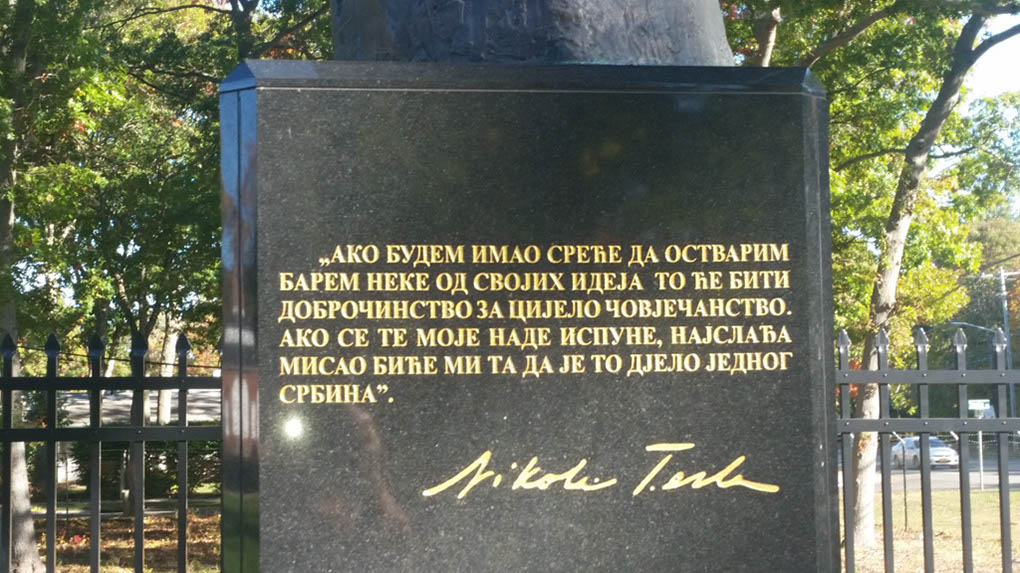 „АКО БУДЕМ ИМАО СРЕЋЕ ДА ОСТВАРИМ
БАРЕМ НЕКЕ ОД СВОЈИХ ИДЕЈА ТО ЋЕ БИТИ
ДОБРОЧИНСТВО ЗА ЦИЈЕЛО ЧОВЈЕЧАНСТВО.
АКО СЕ ТЕ МОЈЕ НАДЕ ИСПУНЕ, НАЈСЛАЂА
МИСАО БИЋЕ МИ ТА ДА ЈЕ ТО ДЈЕЛО ЈЕДНОГ
СРБИНА”.
Nikola Tesla